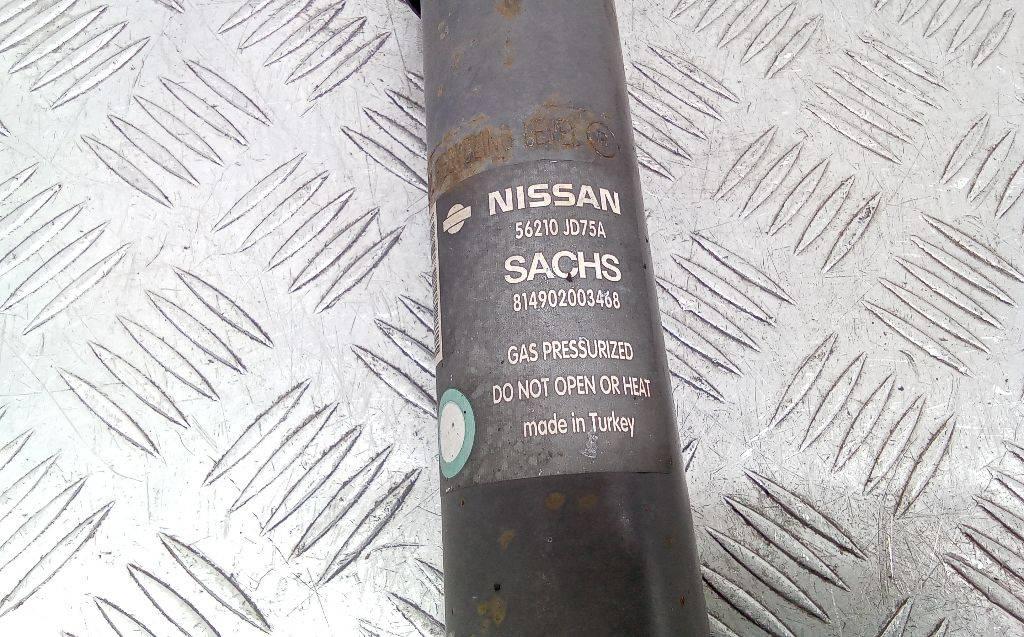 NISSAN
56210 JD75A
SACHS
814902003468
GAS PRESSURIZED
DO NOT OPEN OR HEAT
made in Turkey